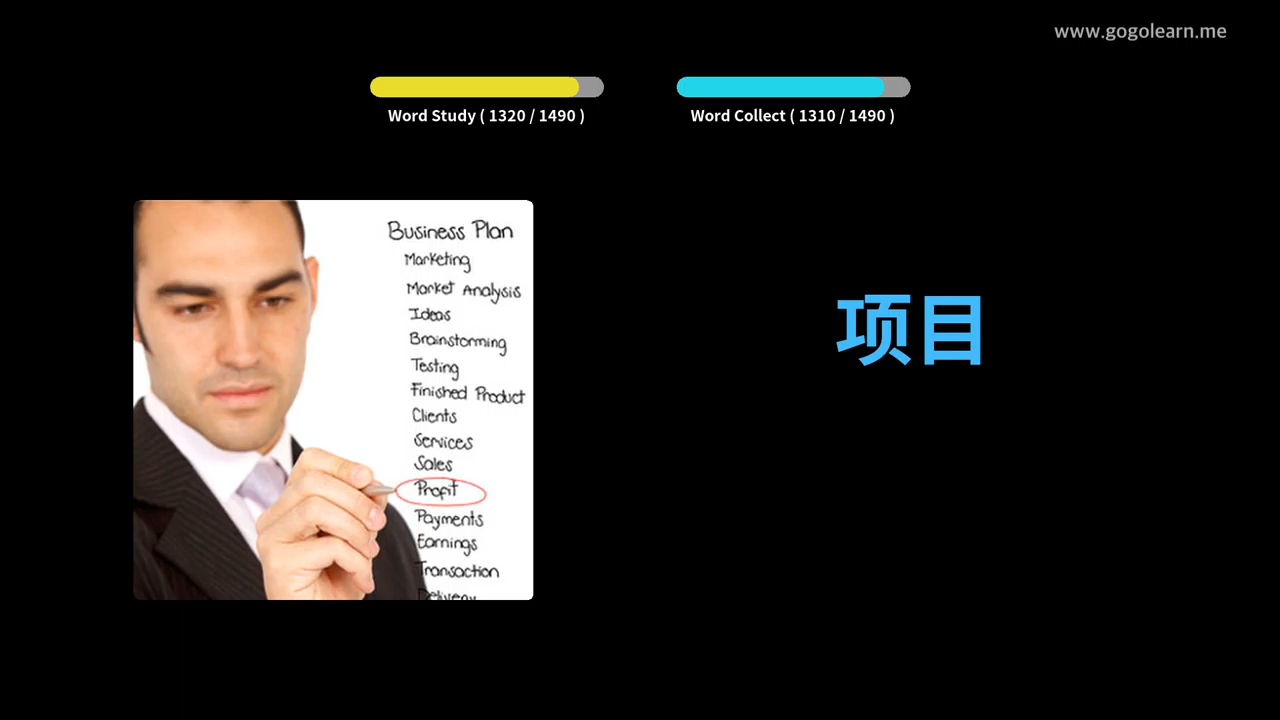 www.gogolearn.me
Word Study ( 1320 / 1490 )
Word Collect ( 1310 / 1490 )
Business Plan
Marketing
Market Analysis
Ideas
Brainstorming
Testing
Finished Product
Clients
Services
Sales
Profit
Payments
Earnings
Transaction
Delivery
项目